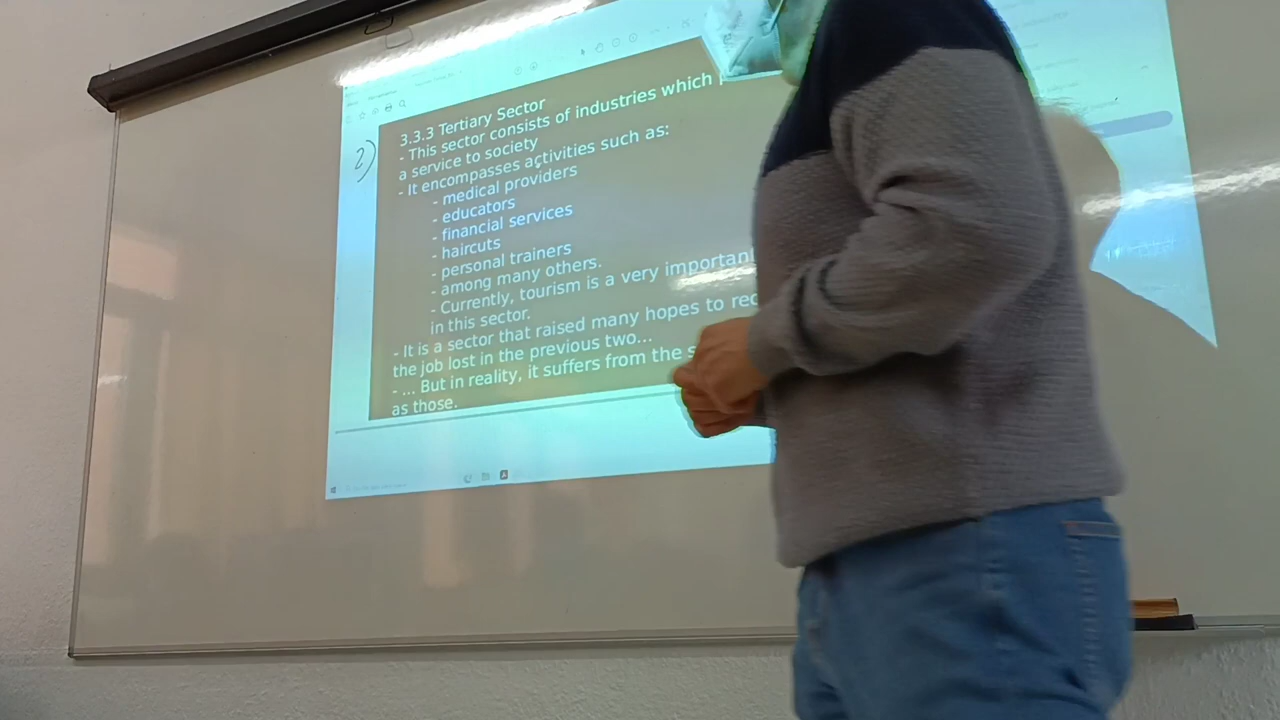 2)
3.3.3 Tertiary Sector
- This sector consists of industries which
a service to society
- It encompasses activities such as:
- medical providers
- educators
- financial services
- haircuts
- personal trainers
- among many others.
- Currently, tourism is a very important
in this sector.
- It is a sector that raised many hopes to
the job lost in the previous two...
- ... But in reality, it suffers from the
as those.